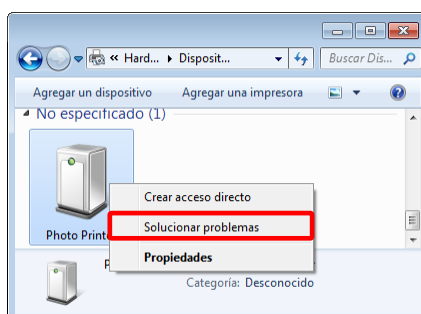 « Hard... ▸ Disposit... Buscar Dis...
Agregar un dispositivo Agregar una impresora
No especificado (1)
Crear acceso directo
Solucionar problemas
Photo Print
Propiedades
P
Categoría: Desconocido